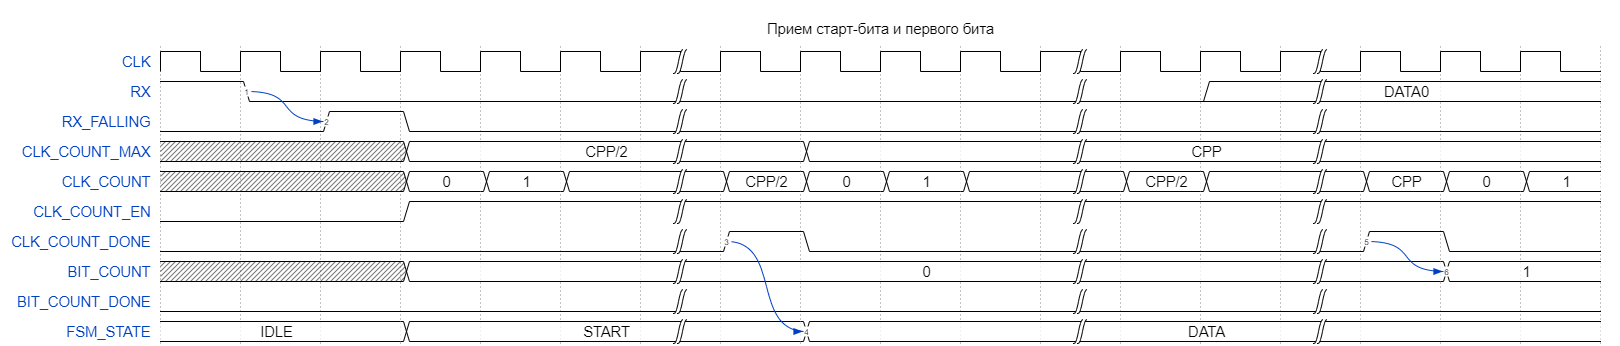 Прием старт-бита и первого бита
CLK
RX 1 DATA0
RX_FALLING 2
CLK_COUNT_MAX CPP/2 CPP
CLK_COUNT 0 1 CPP/2 0 1 CPP/2 CPP 0 1
CLK_COUNT_EN
CLK_COUNT_DONE 3 5
BIT_COUNT 0 6 1
BIT_COUNT_DONE
FSM_STATE IDLE START 4 DATA